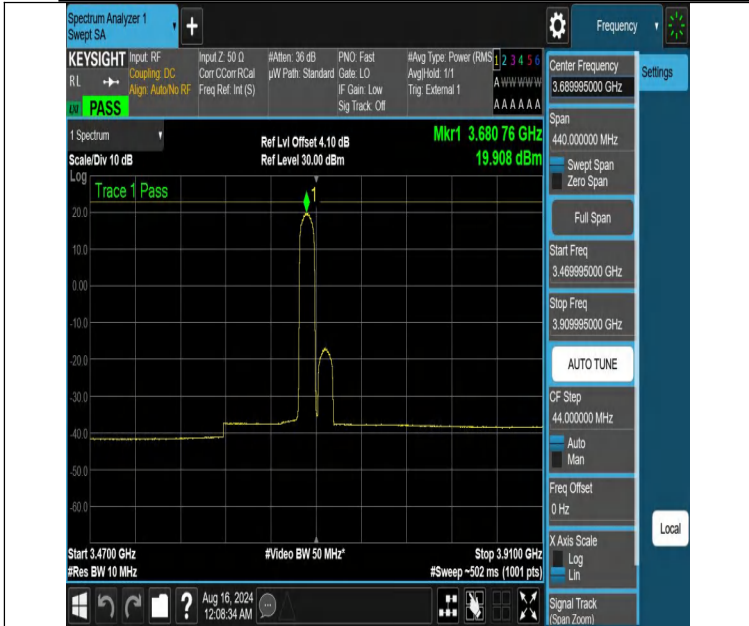 Spectrum Analyzer 1
Swept SA
+
Frequency
KEYSIGHT
RL
PASS
Input: RF
Coupling: DC
Align: Auto/No RF
Input Z: 50 Ω
Corr CCorr RCal
Freq Ref: Int (S)
#Atten: 36 dB
µW Path: Standard
PNO: Fast
Gate: LO
IF Gain: Low
Sig Track: Off
#Avg Type: Power (RMS
Avg|Hold: 1/1
Trig: External 1
1 2 3 4 5 6
A W W W W W
A A A A A A
1 Spectrum
Scale/Div 10 dB
Ref Lvl Offset 4.10 dB
Ref Level 30.00 dBm
Mkr1 3.680 76 GHz
19.908 dBm
Log
Trace 1 Pass
1
20.0
10.0
0.00
-10.0
-20.0
-30.0
-40.0
-50.0
-60.0
Start 3.4700 GHz
#Res BW 10 MHz
#Video BW 50 MHz*
Stop 3.9100 GHz
#Sweep ~502 ms (1001 pts)
Center Frequency
3.689995000 GHz
Settings
Span
440.000000 MHz
Swept Span
Zero Span
Full Span
Start Freq
3.469995000 GHz
Stop Freq
3.909995000 GHz
AUTO TUNE
CF Step
44.000000 MHz
Auto
Man
Freq Offset
0 Hz
X Axis Scale
Log
Lin
Local
Signal Track
(Span Zoom)
?
Aug 16, 2024
12:08:34 AM